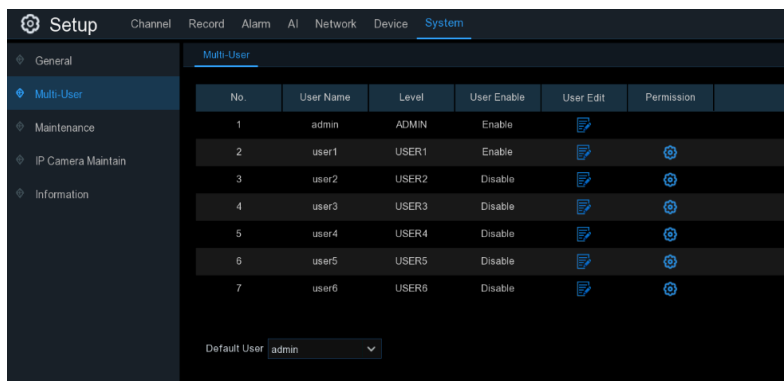 Setup Channel Record Alarm AI Network Device System
General
Multi-User
Maintenance
IP Camera Maintain
Information
Multi-User
No. User Name Level User Enable User Edit Permission
1 admin ADMIN Enable
2 user1 USER1 Enable
3 user2 USER2 Disable
4 user3 USER3 Disable
5 user4 USER4 Disable
6 user5 USER5 Disable
7 user6 USER6 Disable
Default User admin